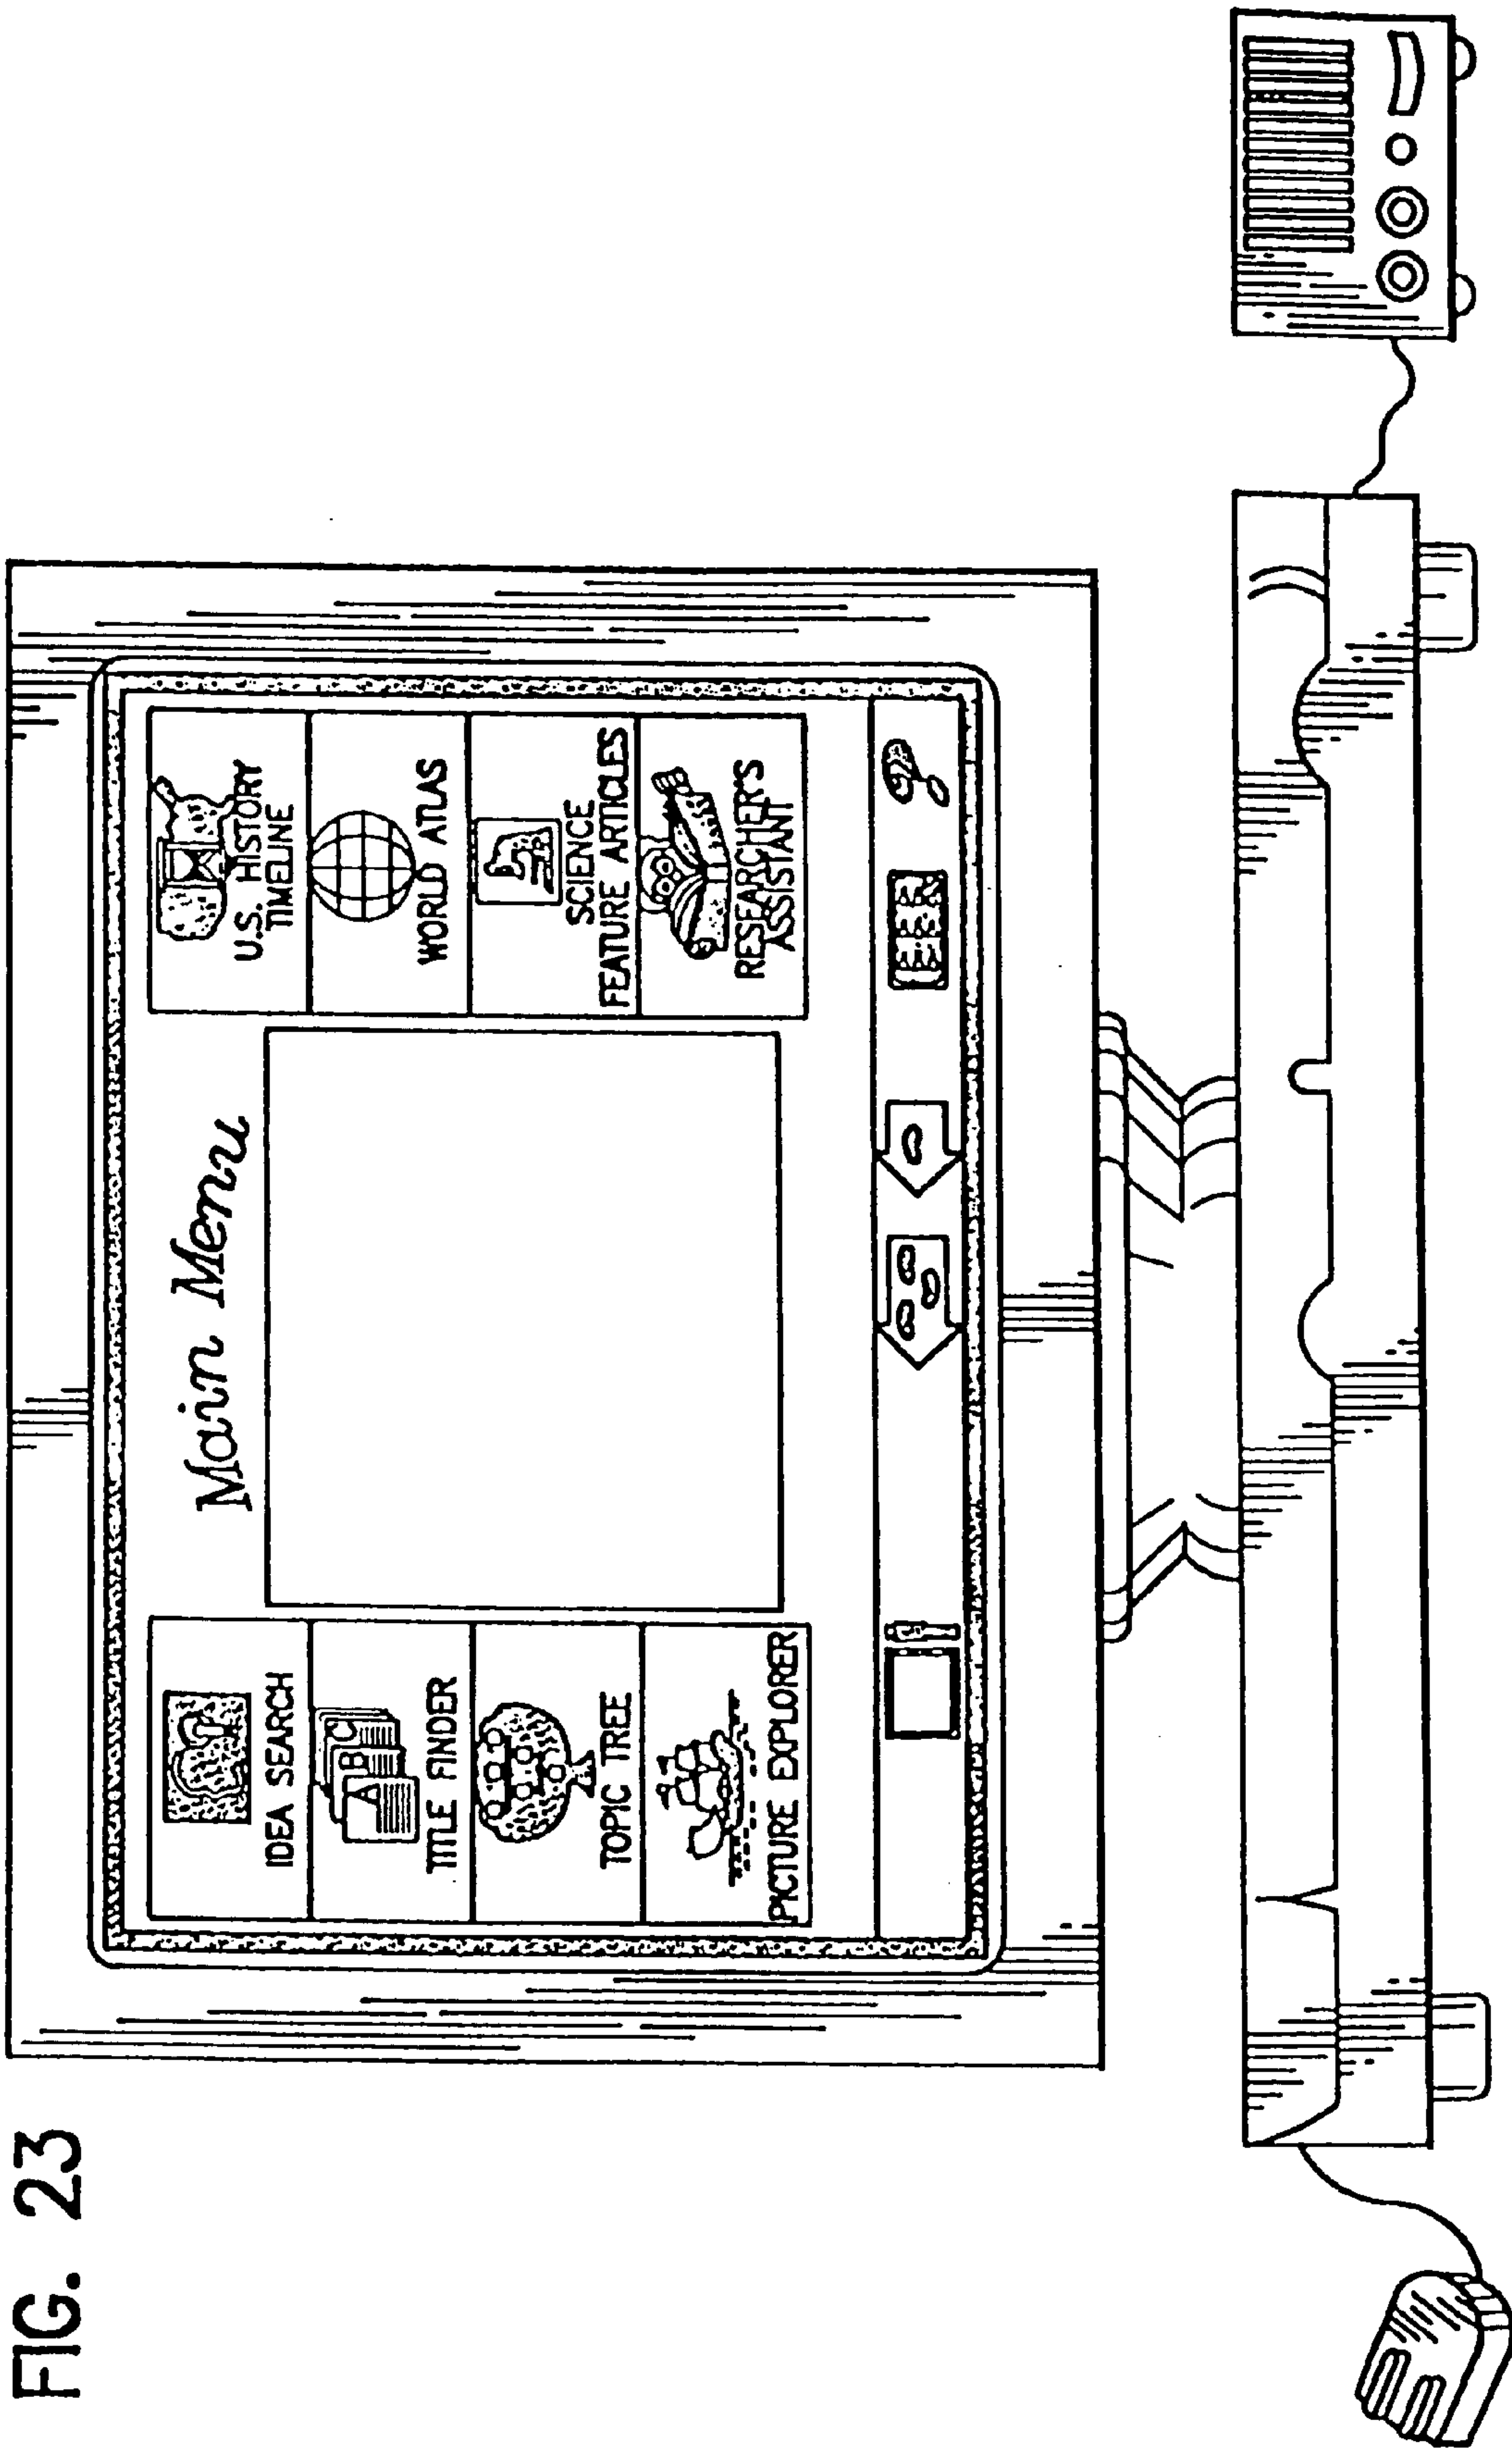 FIG. 23
Main Menu
IDEA SEARCH
A B C
TITLE FINDER
TOPIC TREE
PICTURE EXPLORER
U.S. HISTORY
TIMELINE
WORLD ATLAS
SCIENCE
FEATURE ARTICLES
RESEARCHER'S
ASSISTANT